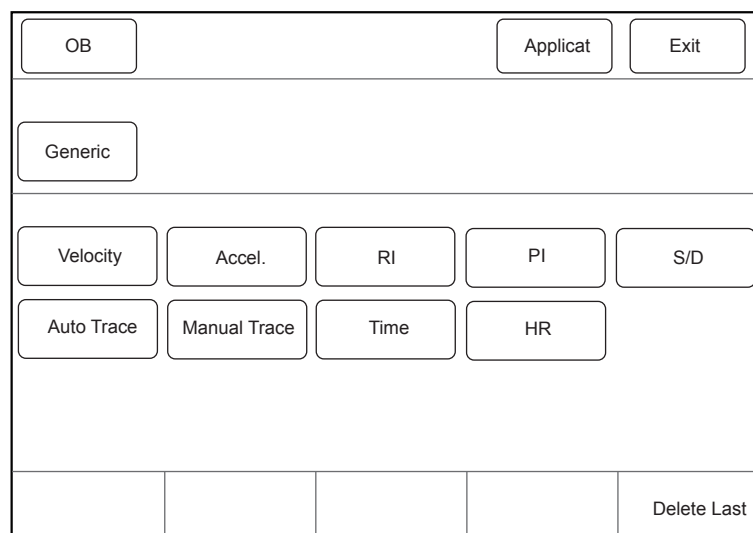 OB Applicat Exit
Generic
Velocity Accel. RI PI S/D
Auto Trace Manual Trace Time HR
Delete Last